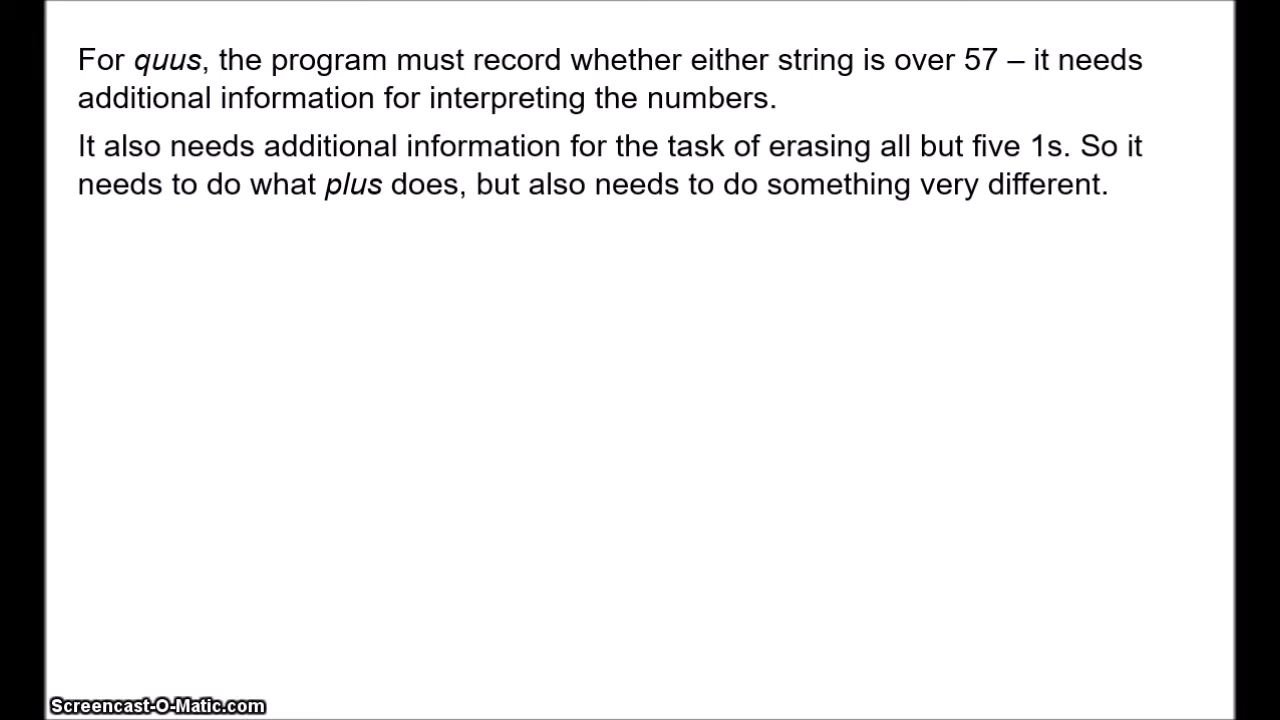 For quus, the program must record whether either string is over 57 – it needs
additional information for interpreting the numbers.
It also needs additional information for the task of erasing all but five 1s. So it
needs to do what plus does, but also needs to do something very different.
Screencast-O-Matic.com